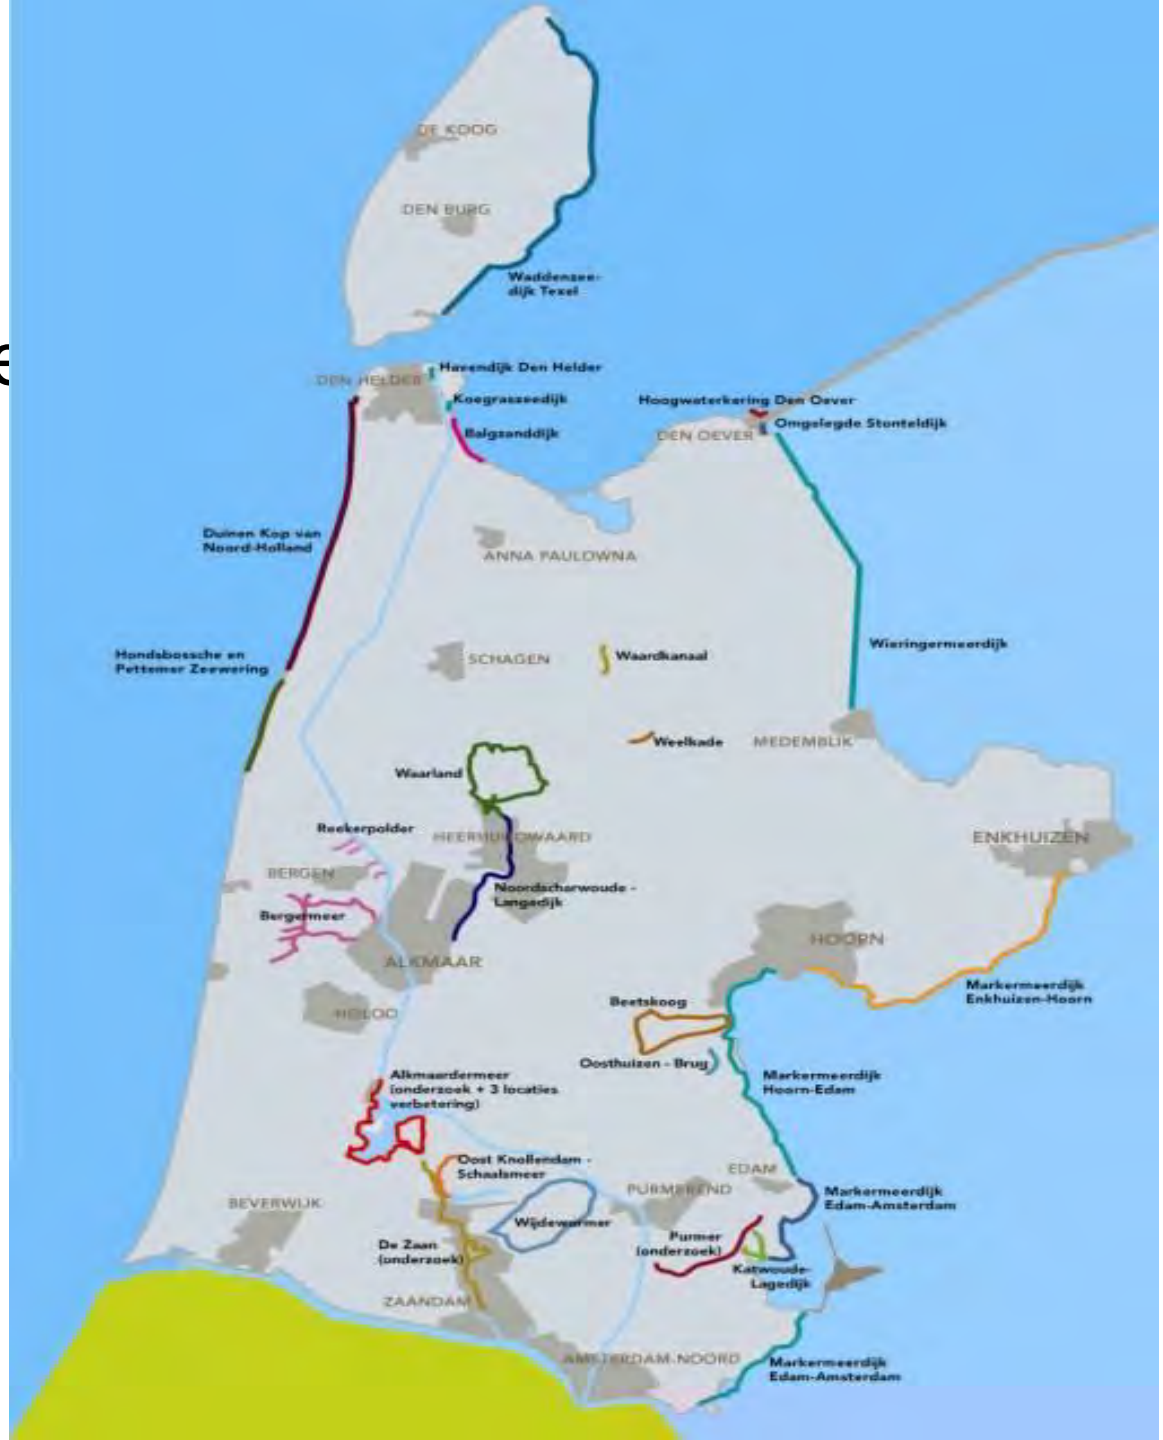 DE KOOG
DEN BURG
Waddenzee-
dijk Texel
e
Havendijk Den Helder
DEN HELDER
Koegraszeedijk
Hoogwaterkering Den Oever
Omgelegde Stonteldijk
Balgzanddijk
DEN OEVER
Duinen Kop van
Noord-Holland
ANNA PAULOWNA
Wieringermeerdijk
Hondsbossche en
Pettemer Zeewering
SCHAGEN
Waardkanaal
Weelkade
MEDEMBLIK
Waarland
Reekerpolder
HEERHUGOWAARD
ENKHUIZEN
BERGEN
Noordscharwoude -
Langedijk
Bergermeer
HOORN
ALKMAAR
Markermeerdijk
Enkhuizen-Hoorn
Beetskoog
HEILOO
Oosthuizen - Brug
Alkmaardermeer
(onderzoek + 3 locaties
verbetering)
Markermeerdijk
Hoorn-Edam
Oost Knollendam -
Schaalsmeer
EDAM
PURMEREND
Markermeerdijk
Edam-Amsterdam
BEVERWIJK
Wijdewormer
Purmer
(onderzoek)
De Zaan
(onderzoek)
Katwoude-
Lagedijk
ZAANDAM
AMSTERDAM-NOORD
Markermeerdijk
Edam-Amsterdam